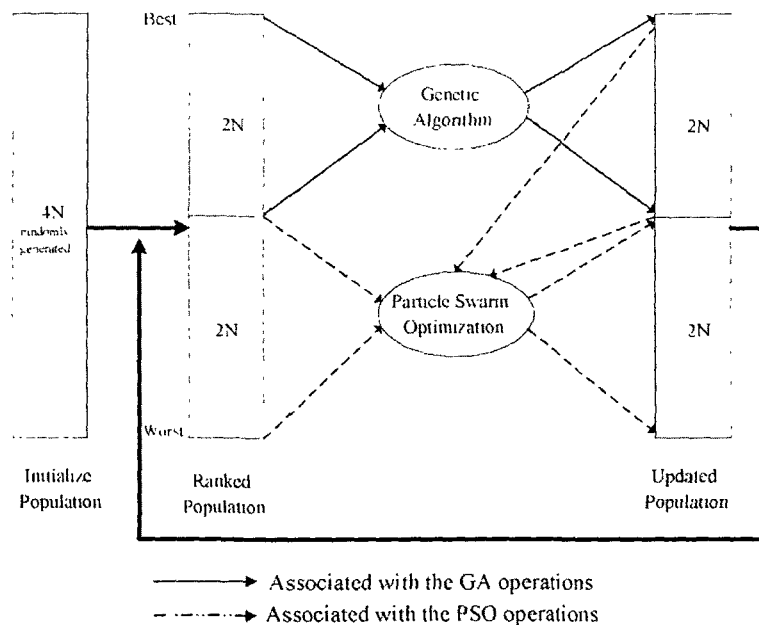 Best
2N
Genetic
Algorithm
2N
4N
randomly
generated
2N
Particle Swarm
Optimization
2N
Worst
Initialize
Population
Ranked
Population
Updated
Population
Associated with the GA operations
Associated with the PSO operations